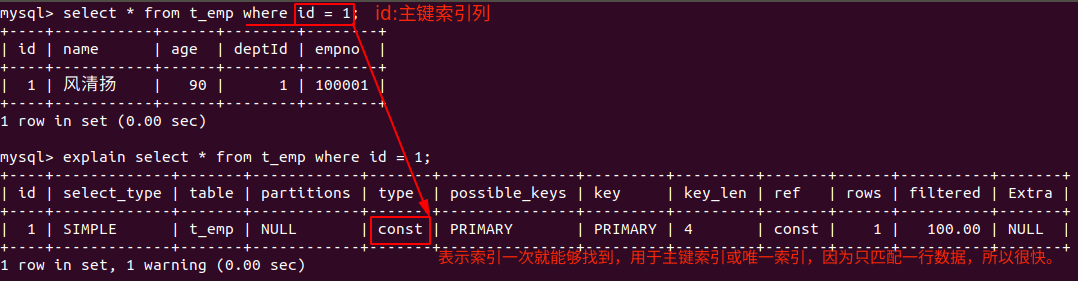 mysql> select * from t_emp where id = 1; id:主键索引列
+----+-----------+------+--------+--------+
| id | name | age | deptId | empno |
+----+-----------+------+--------+--------+
| 1 | 风清扬 | 90 | 1 | 100001 |
+----+-----------+------+--------+--------+
1 row in set (0.00 sec)
mysql> explain select * from t_emp where id = 1;
+----+-------------+-------+------------+-------+---------------+---------+---------+-------+------+----------+-------+
| id | select_type | table | partitions | type | possible_keys | key | key_len | ref | rows | filtered | Extra |
+----+-------------+-------+------------+-------+---------------+---------+---------+-------+------+----------+-------+
| 1 | SIMPLE | t_emp | NULL | const | PRIMARY | PRIMARY | 4 | const | 1 | 100.00 | NULL |
+----+-------------+-------+------------+-------+---------------+---------+---------+-------+------+----------+-------+
表示索引一次就能够找到，用于主键索引或唯一索引，因为只匹配一行数据，所以很快。
1 row in set, 1 warning (0.00 sec)